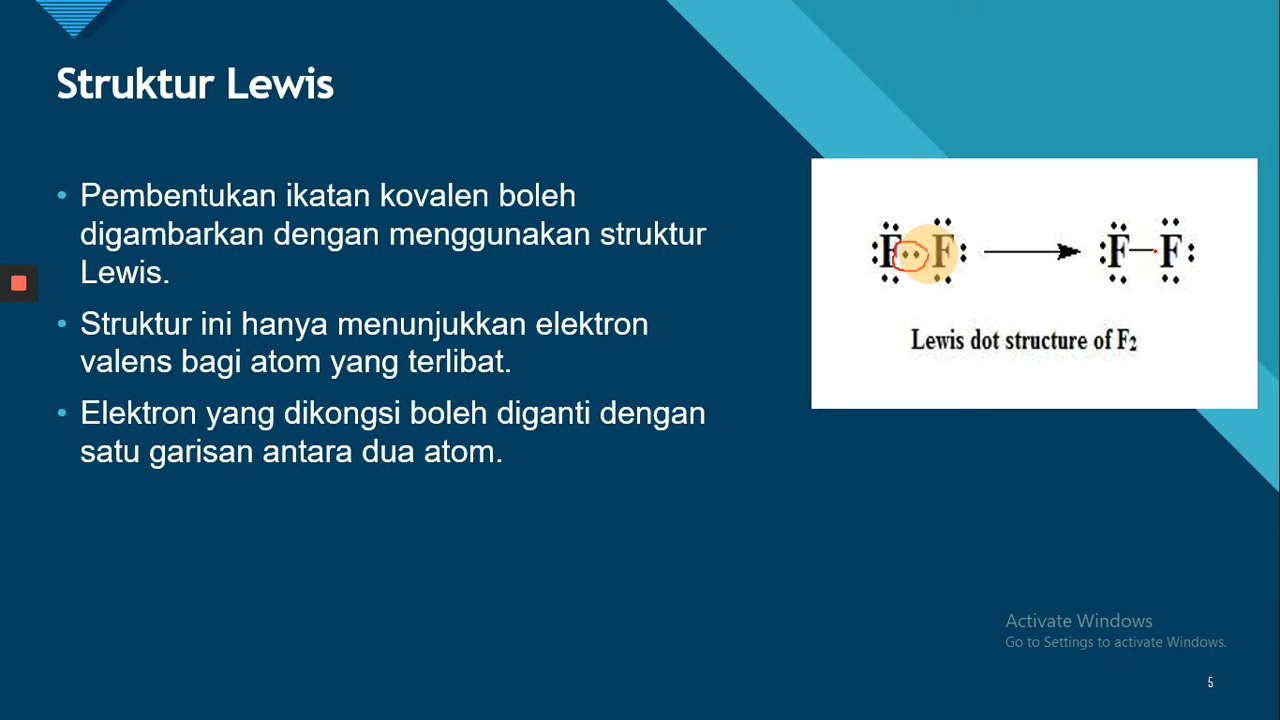 Struktur Lewis
• Pembentukan ikatan kovalen boleh
digambarkan dengan menggunakan struktur
Lewis.
• Struktur ini hanya menunjukkan elektron
valens bagi atom yang terlibat.
• Elektron yang dikongsi boleh diganti dengan
satu garisan antara dua atom.
F F F F
Lewis dot structure of F₂
Activate Windows
Go to Settings to activate Windows.
5